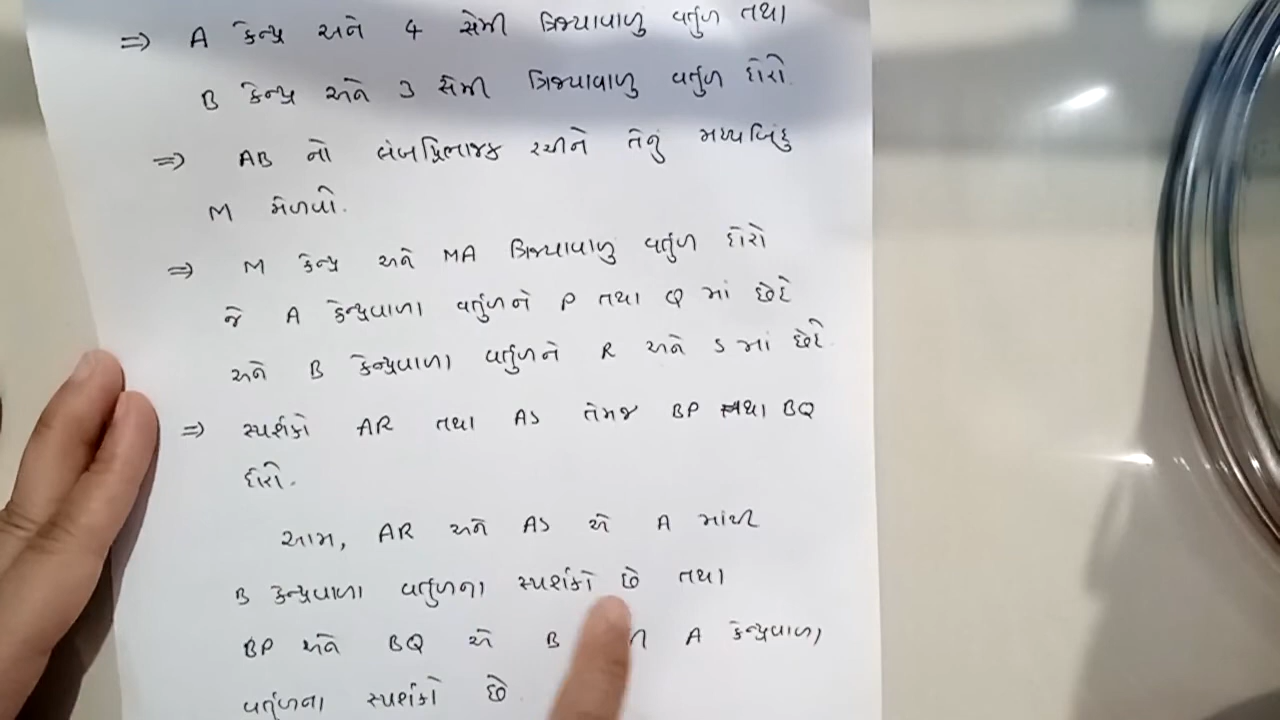 ⇒ A કેન્દ્ર અને 4 સેમી ત્રિજ્યાવાળુ વર્તુળ તથા
B કેન્દ્ર અને 3 સેમી ત્રિજ્યાવાળુ વર્તુળ દોરો.
⇒ AB નો લંબદ્વિભાજક રચીને તેનું મધ્યબિંદુ
M મેળવો.
⇒ M કેન્દ્ર અને MA ત્રિજ્યાવાળુ વર્તુળ દોરો
જે A કેન્દ્રવાળા વર્તુળને P તથા Q માં છેદે
અને B કેન્દ્રવાળા વર્તુળને R અને S માં છેદે.
⇒ સ્પર્શકો AR તથા AS તેમજ BP તથા BQ
દોરો.
આમ, AR અને AS એ A માંથી
B કેન્દ્રવાળા વર્તુળના સ્પર્શકો છે તથા
BP અને BQ એ B A કેન્દ્રવાળા
વર્તુળના સ્પર્શકો છે